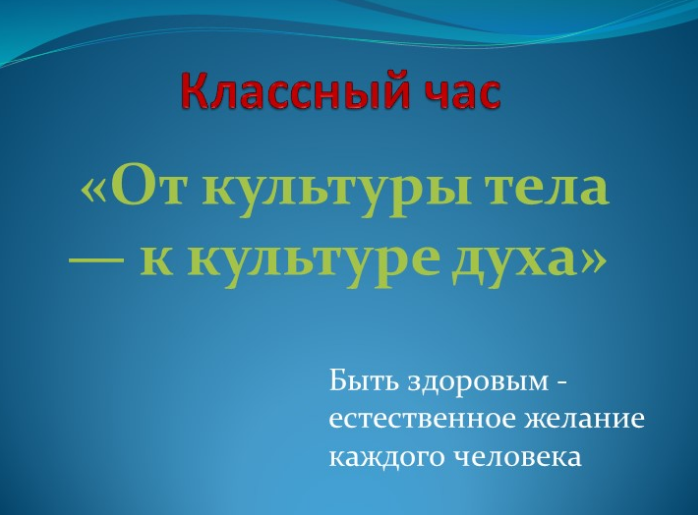 Классный час
«От культуры тела
— к культуре духа»
Быть здоровым -
естественное желание
каждого человека